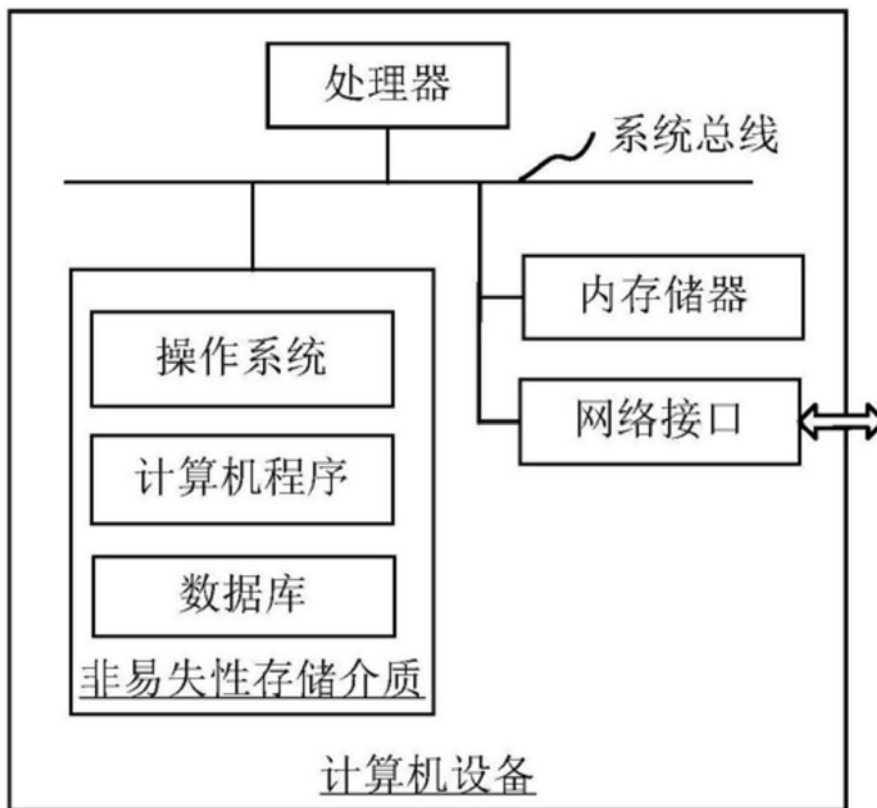 处理器
系统总线
内存储器
操作系统
网络接口
计算机程序
数据库
非易失性存储介质
计算机设备